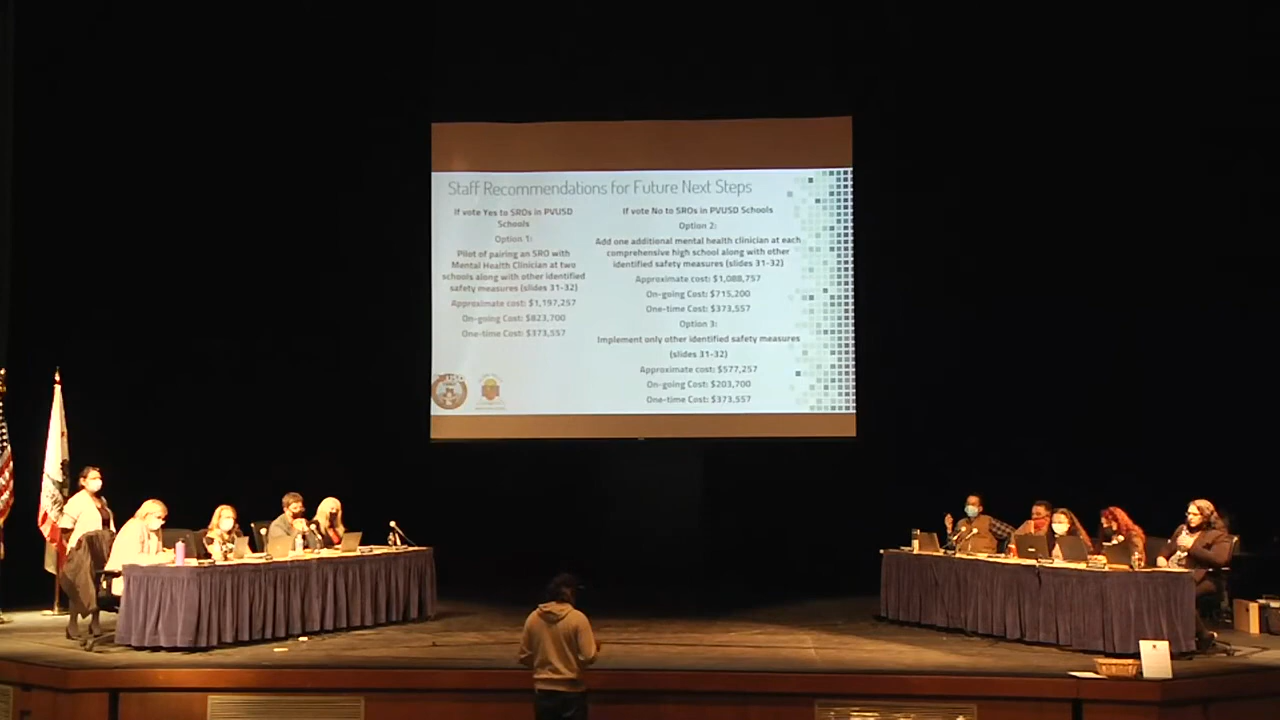 Staff Recommendations for Future Next Steps
If vote Yes to SROs in PVUSD
Schools
Option 1:
Pilot of pairing an SRO with
Mental Health Clinician at two
schools along with other identified
safety measures (slides 31-32)
Approximate cost: $1,197,257
On-going Cost: $823,700
One-time Cost: $373,557
If vote No to SROs in PVUSD Schools
Option 2:
Add one additional mental health clinician at each
comprehensive high school along with other
identified safety measures (slides 31-32)
Approximate cost: $1,088,757
On-going Cost: $715,200
One-time Cost: $373,557
Option 3:
Implement only other identified safety measures
(slides 31-32)
Approximate cost: $577,257
On-going Cost: $203,700
One-time Cost: $373,557